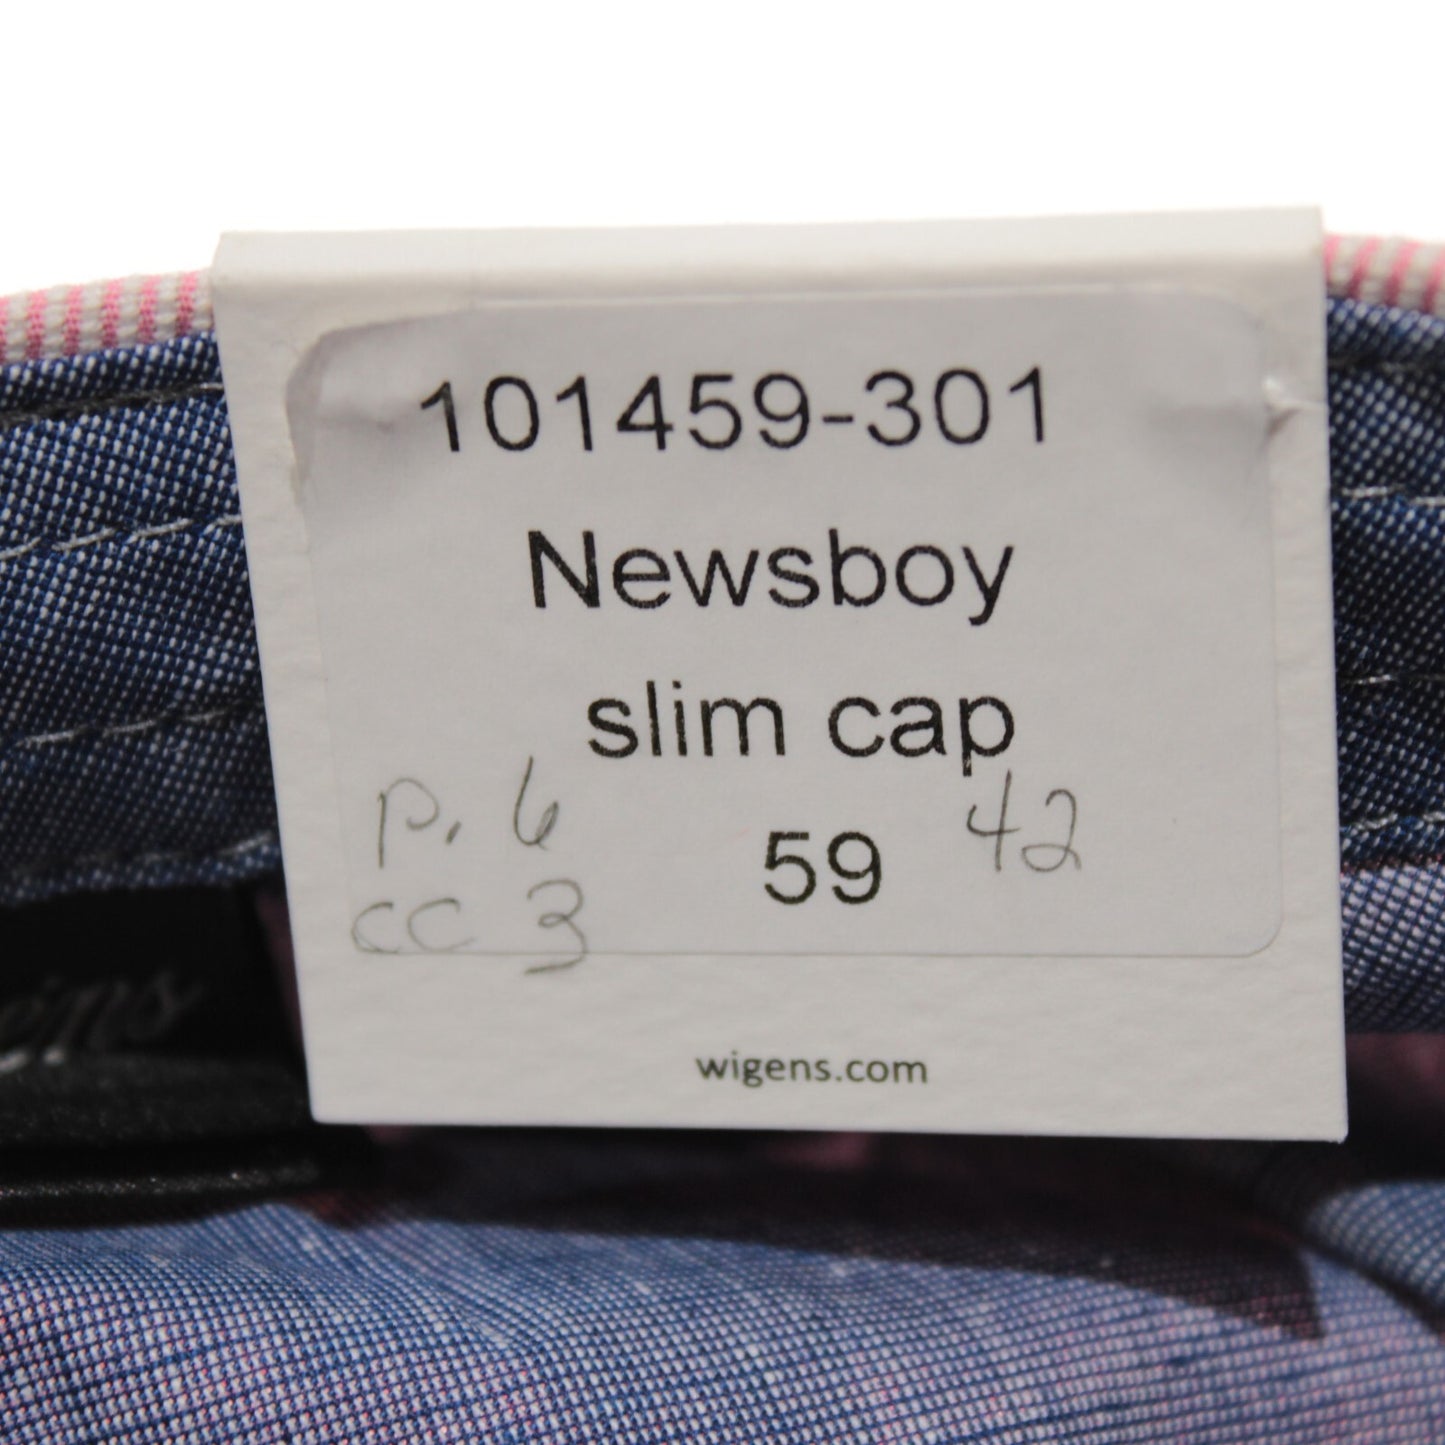 101459-301
Newsboy
slim cap
p. 6
59 42
cc 3
wigens.com